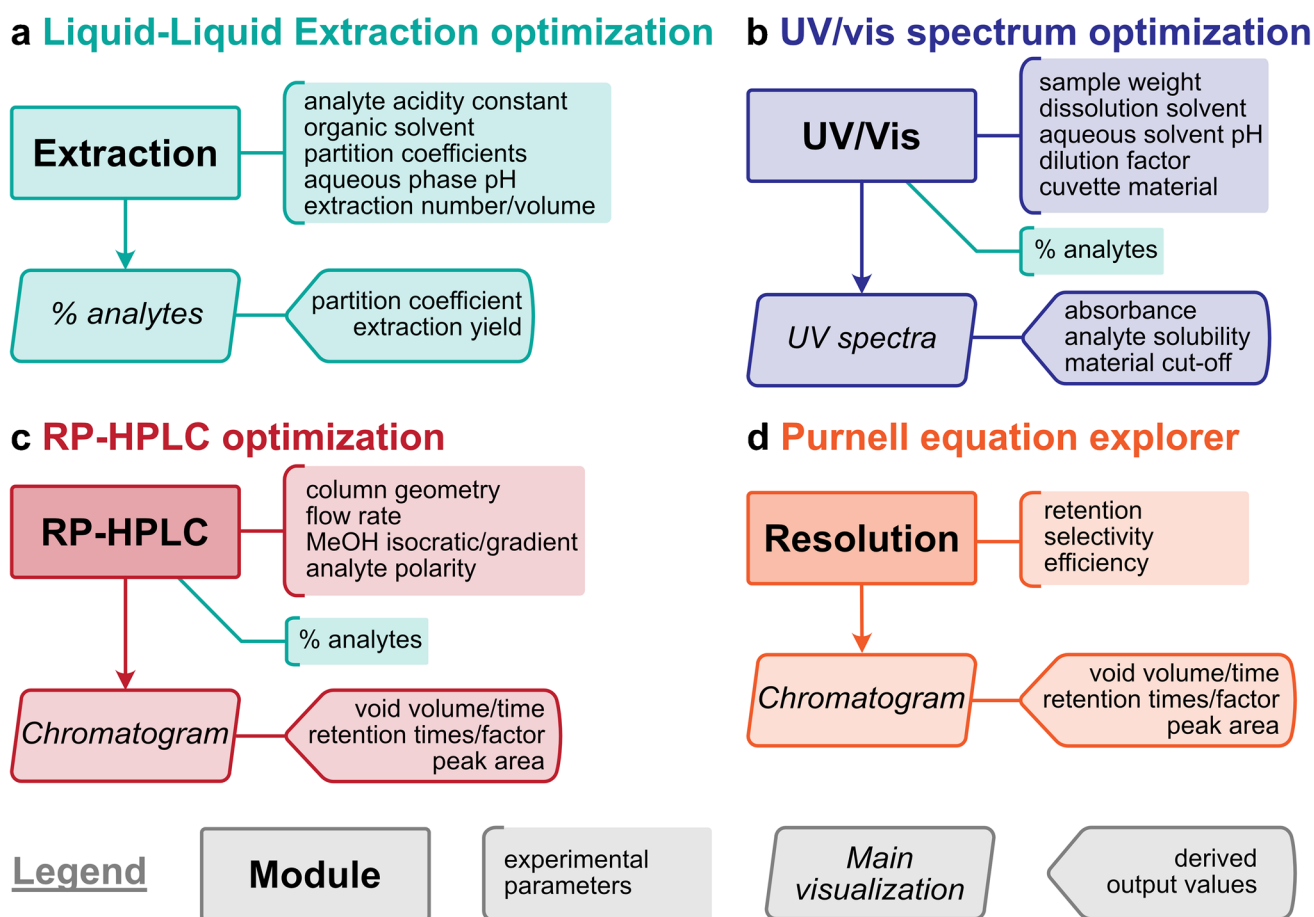 a Liquid-Liquid Extraction optimization
Extraction
analyte acidity constant
organic solvent
partition coefficients
aqueous phase pH
extraction number/volume
% analytes
partition coefficient
extraction yield
b UV/vis spectrum optimization
UV/Vis
sample weight
dissolution solvent
aqueous solvent pH
dilution factor
cuvette material
% analytes
UV spectra
absorbance
analyte solubility
material cut-off
c RP-HPLC optimization
RP-HPLC
column geometry
flow rate
MeOH isocratic/gradient
analyte polarity
% analytes
Chromatogram
void volume/time
retention times/factor
peak area
d Purnell equation explorer
Resolution
retention
selectivity
efficiency
Chromatogram
void volume/time
retention times/factor
peak area
Legend
Module
experimental
parameters
Main
visualization
derived
output values